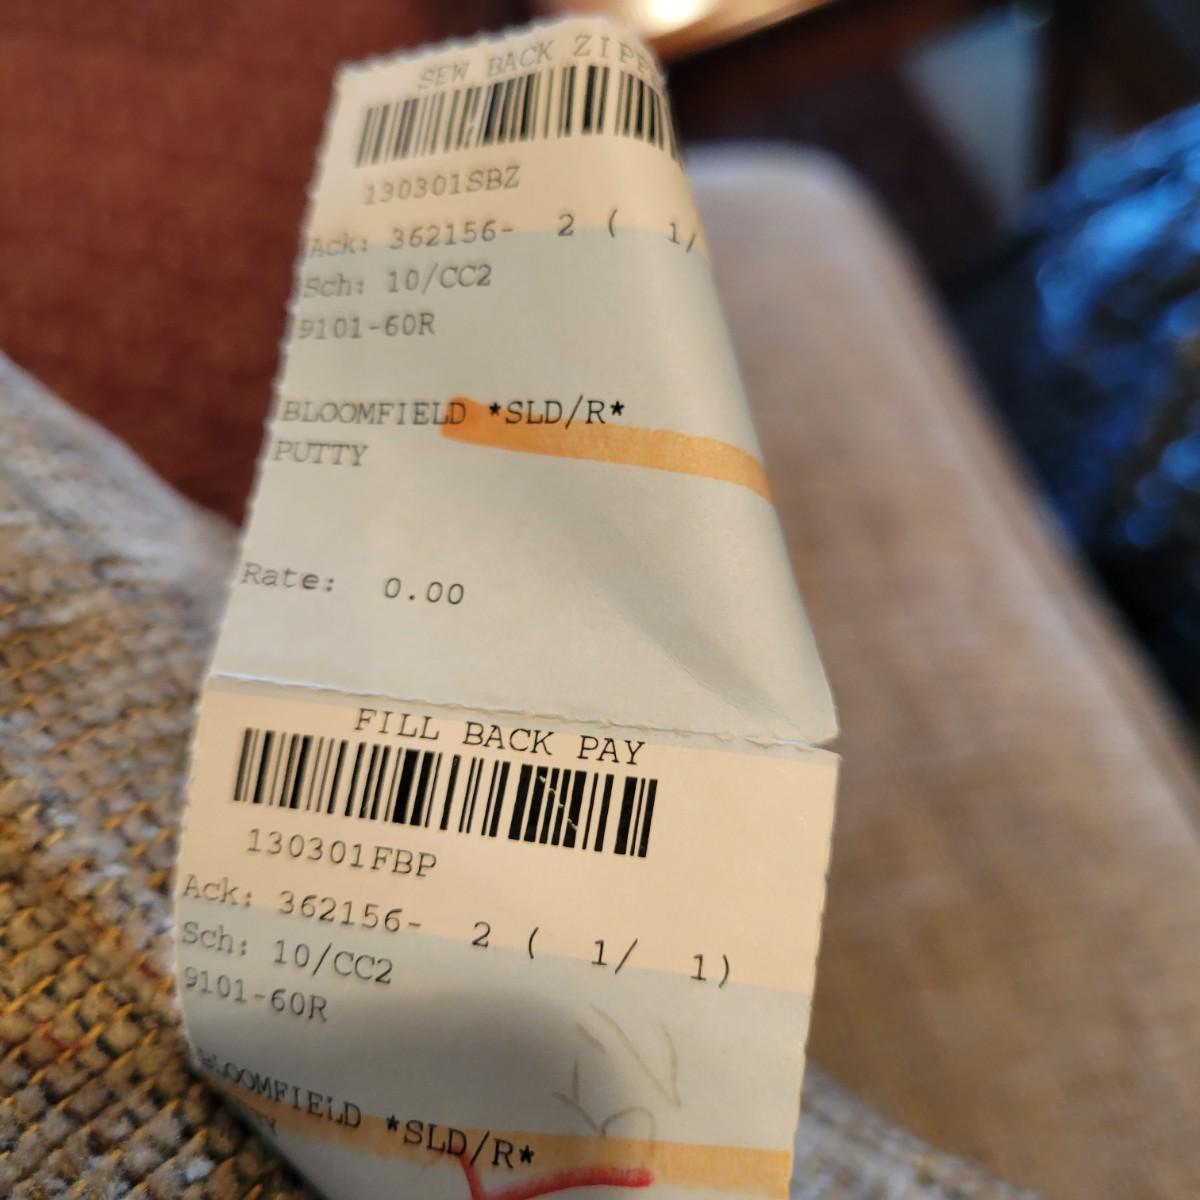 SEW BACK
130301SBZ
Ack: 362156- 2 ( 1/
Sch: 10/CC2
9101-60R
BLOOMFIELD *SLD/R*
PUTTY
Rate: 0.00
FILL BACK PAY
130301FBP
Ack: 362156- 2 ( 1/ 1)
Sch: 10/CC2
9101-60R
BLOOMFIELD *SLD/R*